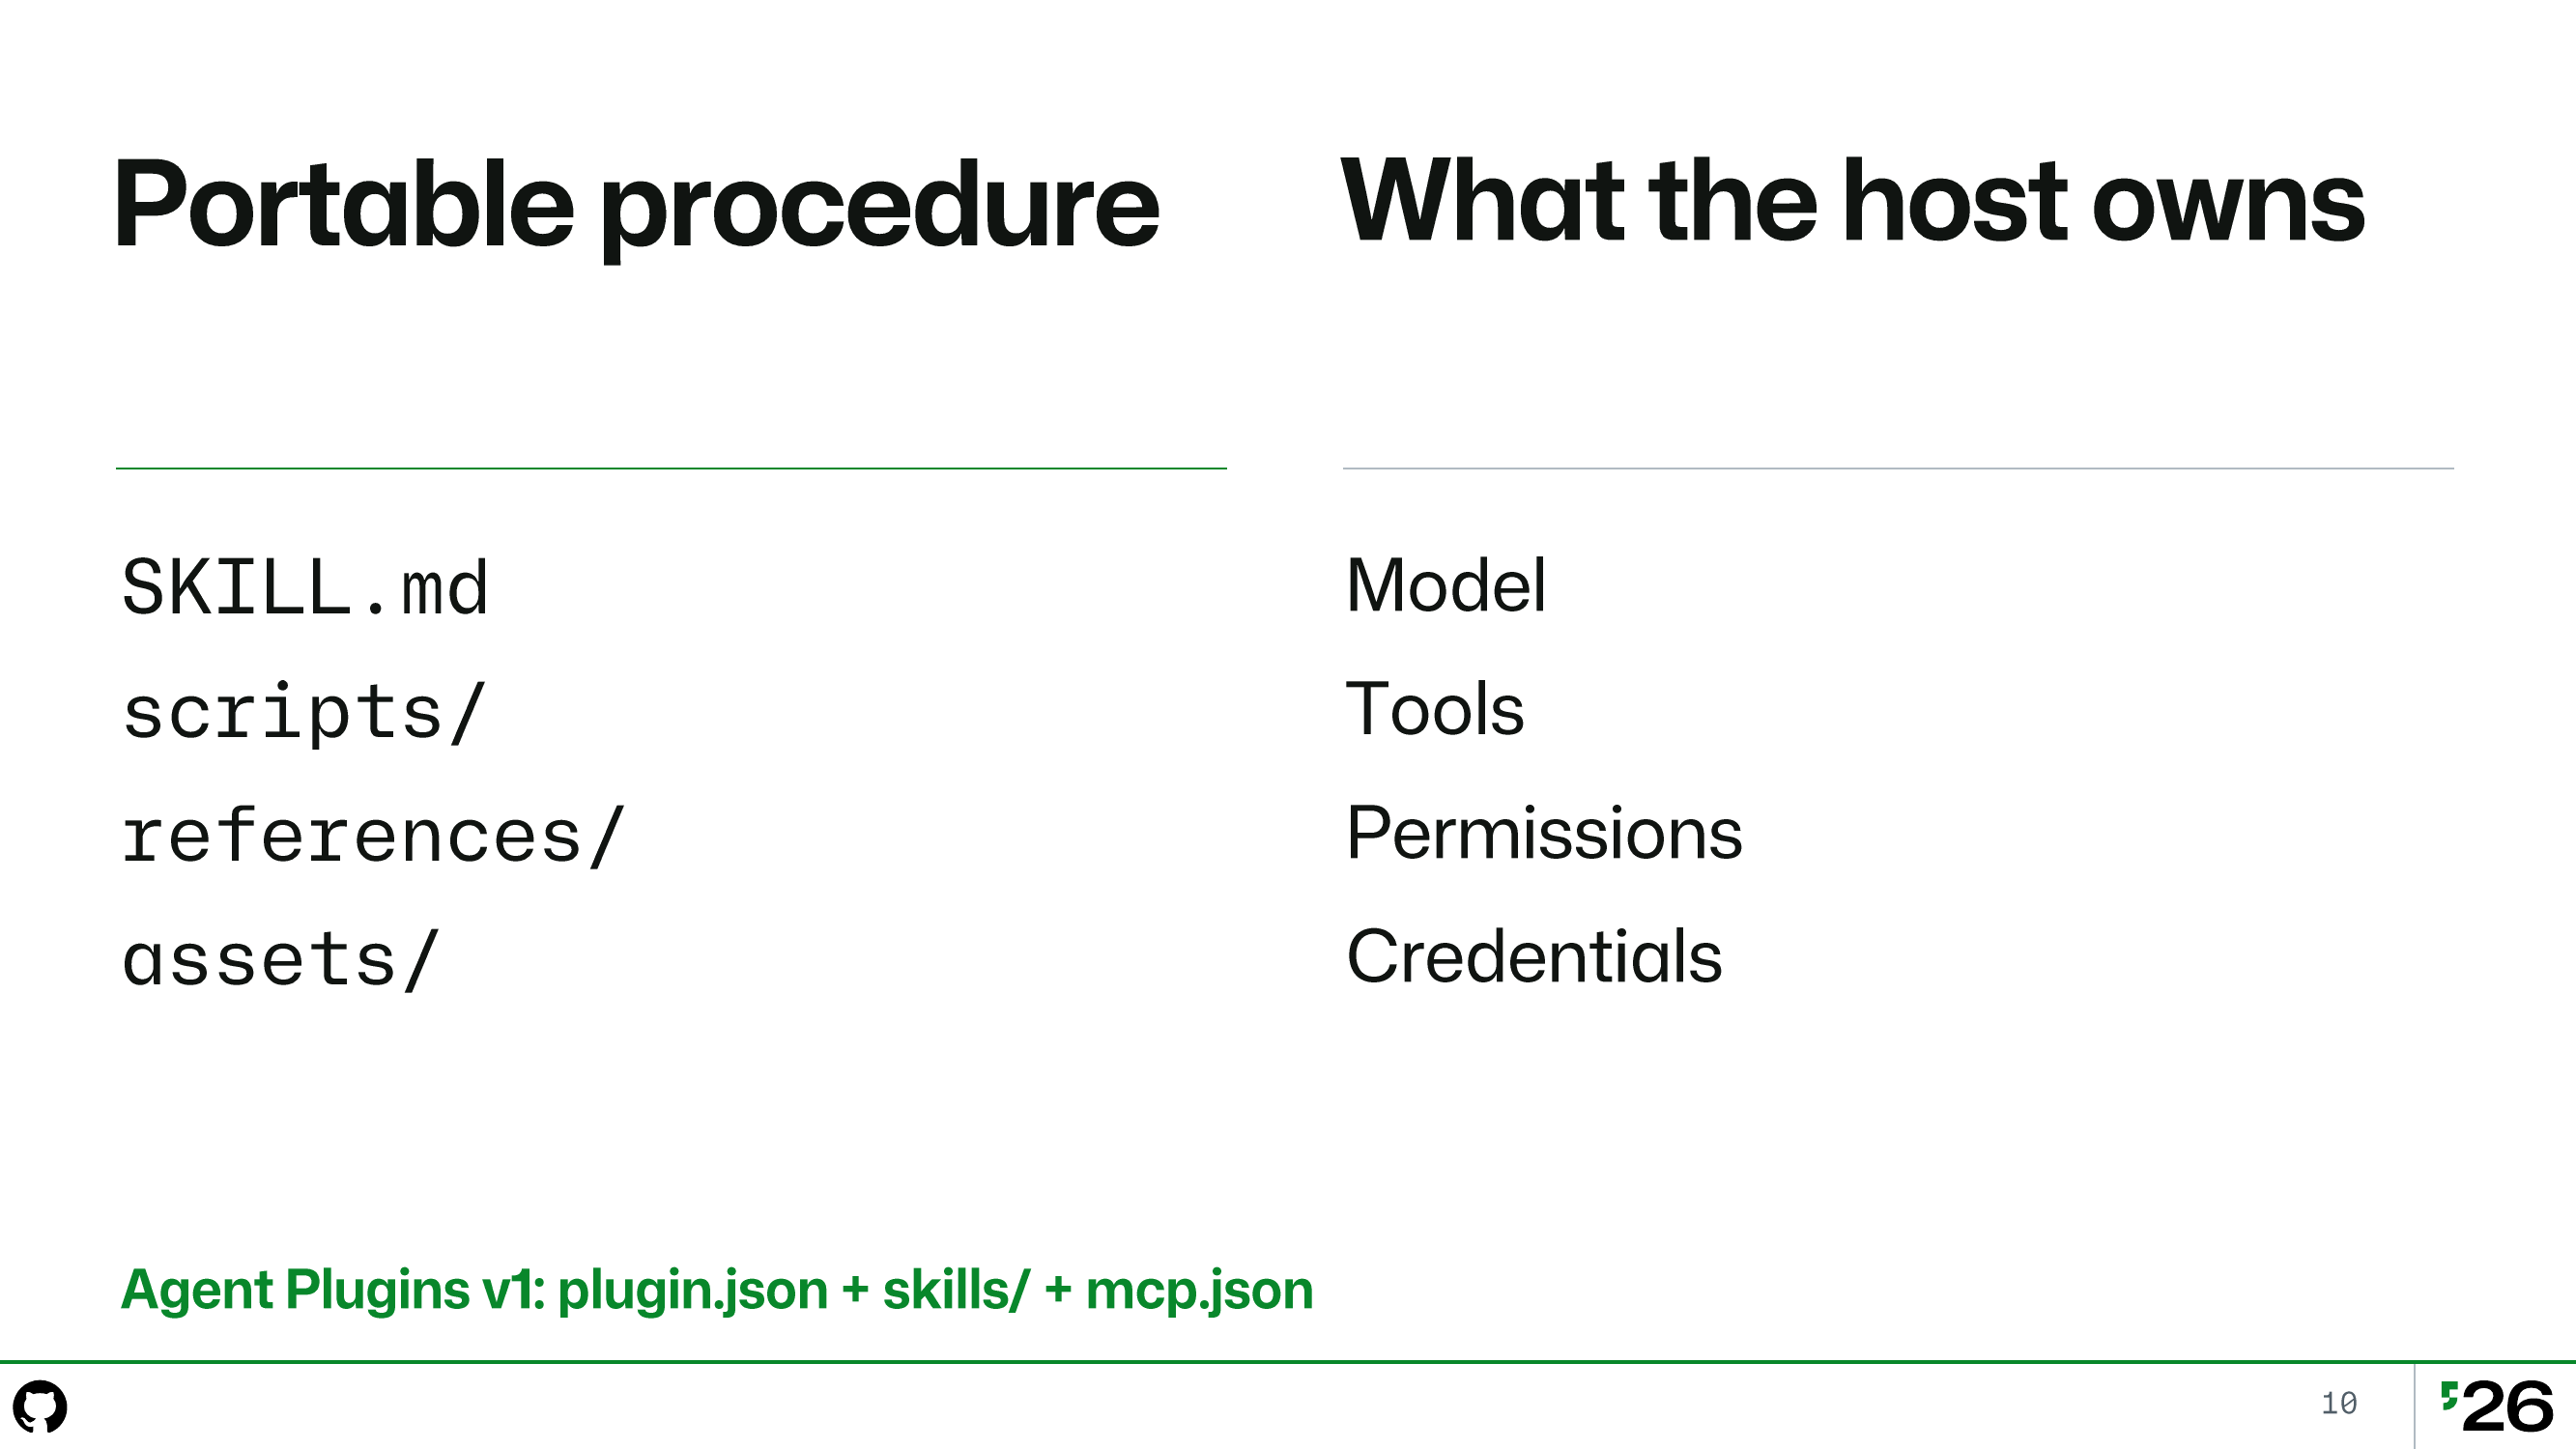 Portable procedure
SKILL.md
scripts/
references/
assets/
What the host owns
Model
Tools
Permissions
Credentials
Agent Plugins v1: plugin.json + skills/ + mcp.json
10
'26